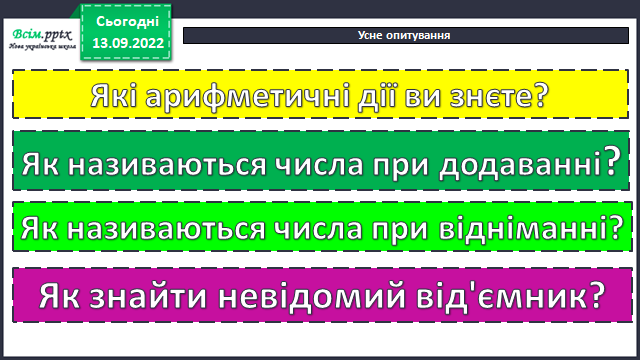 Всім.pptx
Нова українська школа
Сьогодні
13.09.2022
Усне опитування
Які арифметичні дії ви знєте?
Як називаються числа при додаванні?
Як називаються числа при відніманні?
Як знайти невідомий від'ємник?